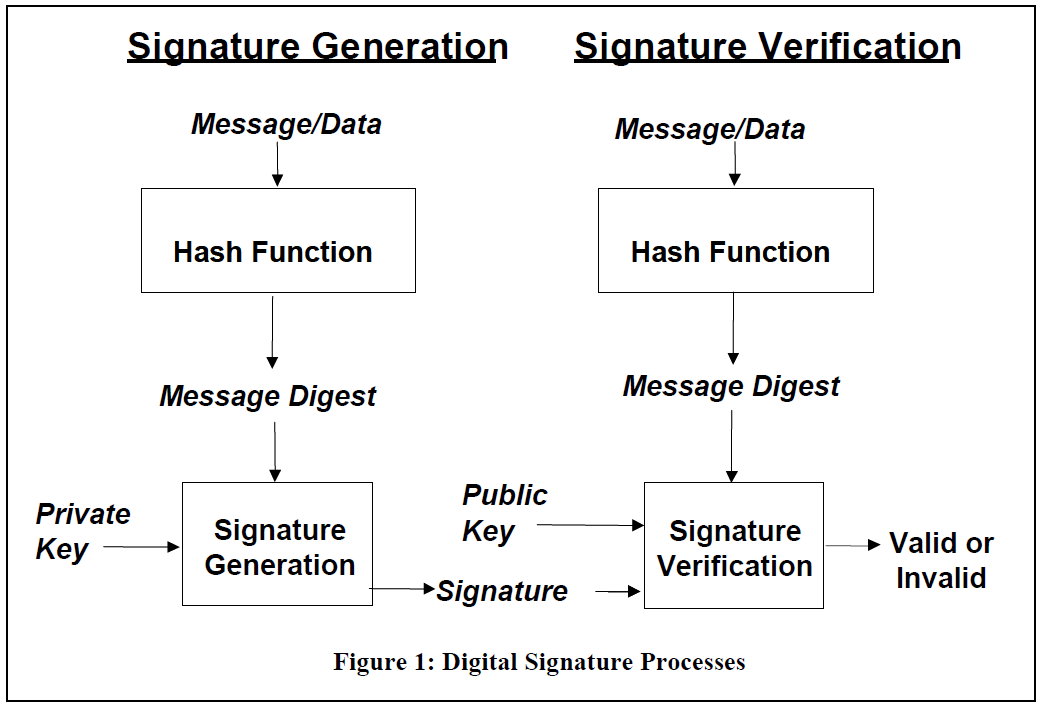 Signature Generation
Message/Data
Hash Function
Message Digest
Private
Key
Signature
Generation
Signature Verification
Message/Data
Hash Function
Message Digest
Public
Key
Signature
Signature
Verification
Valid or
Invalid
Figure 1: Digital Signature Processes